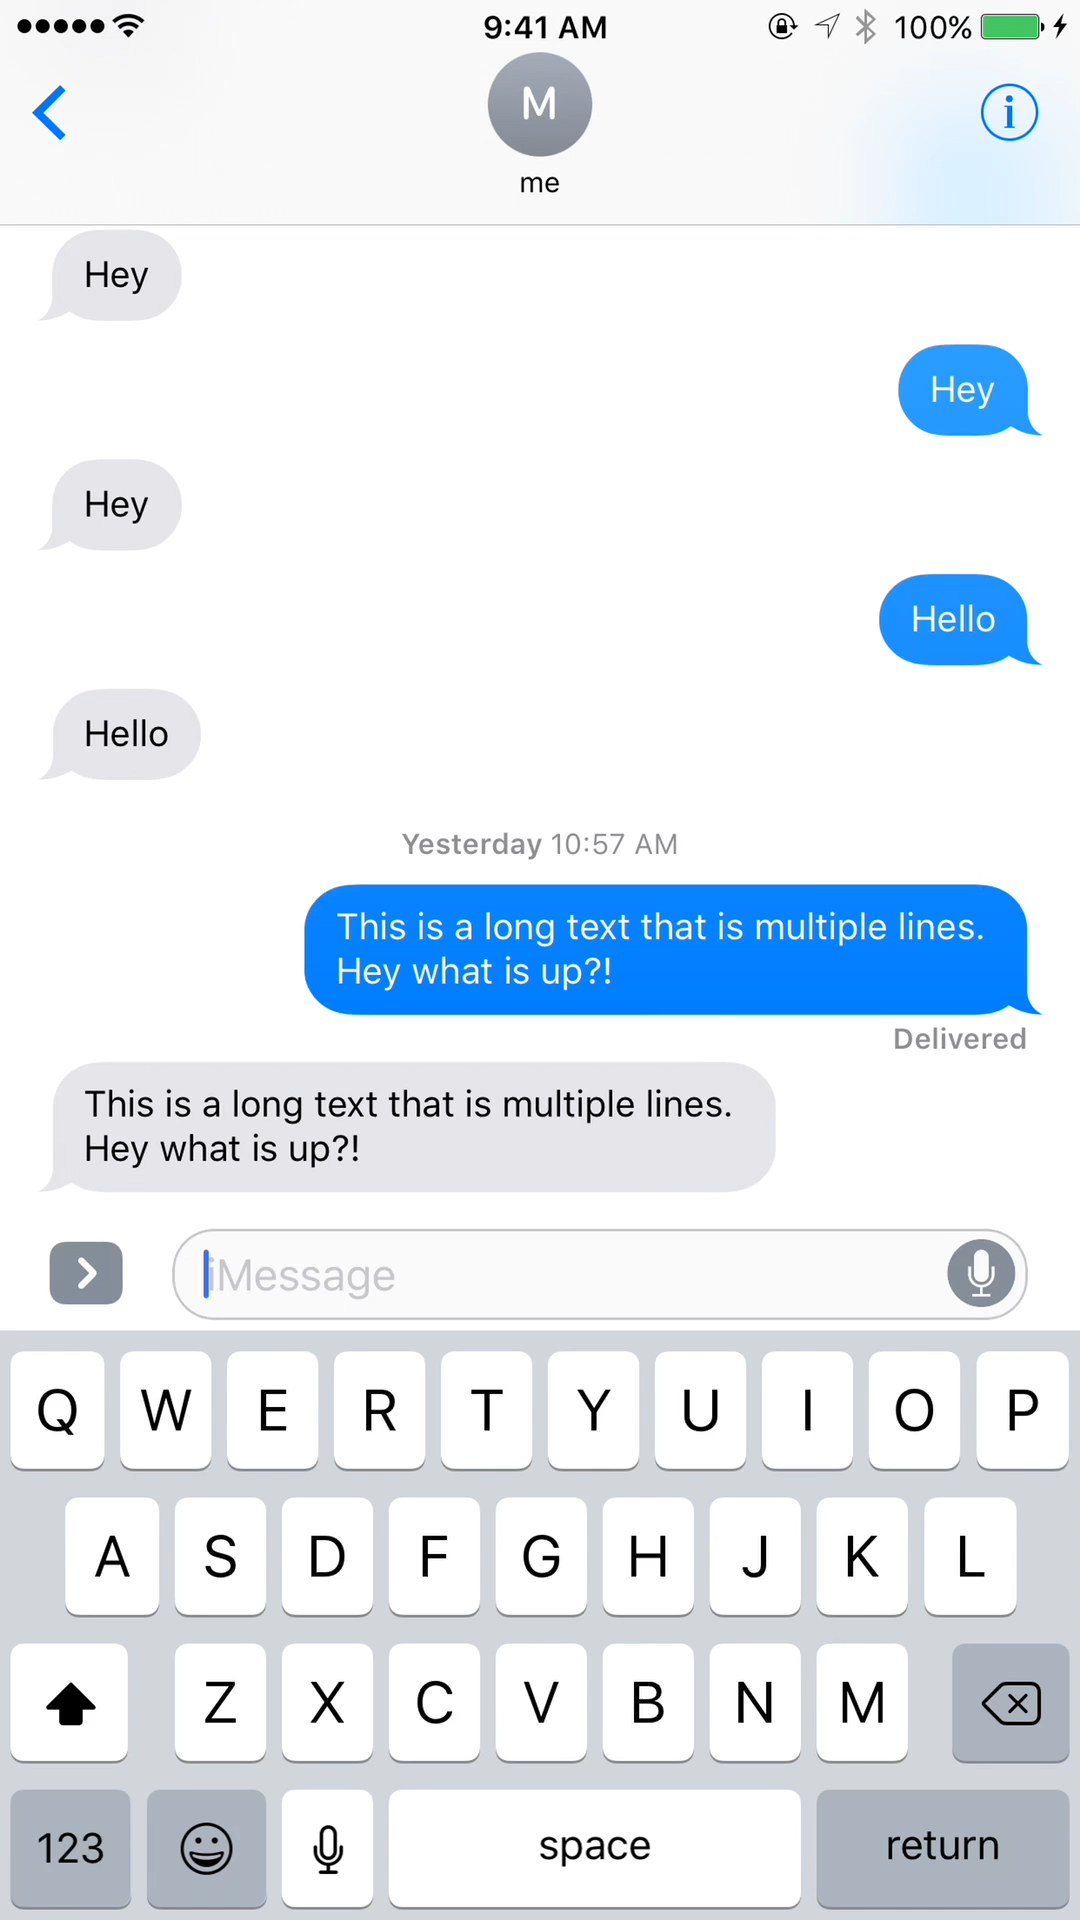 9:41 AM
100%
M
me
Hey
Hey
Hey
Hello
Hello
Yesterday 10:57 AM
This is a long text that is multiple lines.
Hey what is up?!
Delivered
This is a long text that is multiple lines.
Hey what is up?!
iMessage
Q W E R T Y U I O P
A S D F G H J K L
Z X C V B N M
123 space return